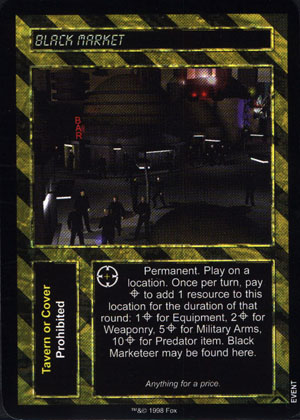 BLACK MARKET
BAR
Tavern or Cover
Prohibited
Permanent. Play on a
location. Once per turn, pay
⌖ to add 1 resource to this
location for the duration of that
round: 1⌖ for Equipment, 2⌖ for
Weaponry, 5⌖ for Military Arms,
10⌖ for Predator item. Black
Marketeer may be found here.
Anything for a price.
EVENT
™&© 1998 Fox